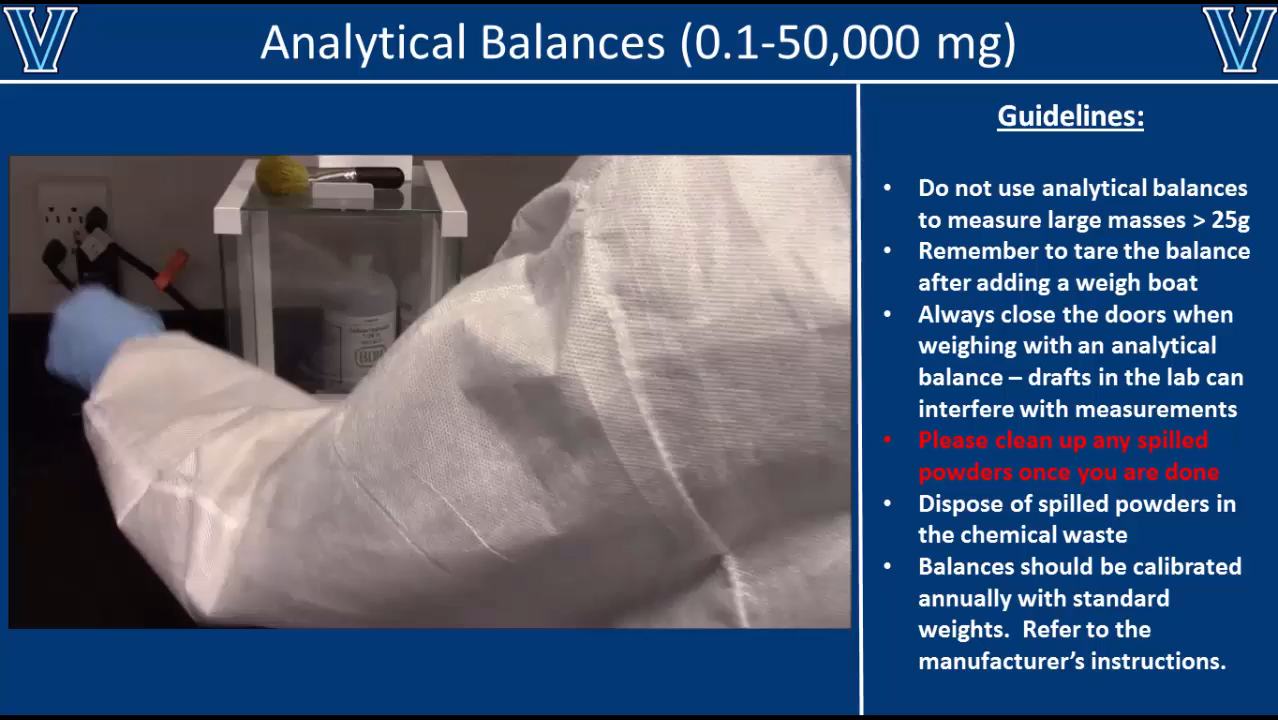 Analytical Balances (0.1-50,000 mg)
Guidelines:
• Do not use analytical balances
to measure large masses > 25g
• Remember to tare the balance
after adding a weigh boat
• Always close the doors when
weighing with an analytical
balance – drafts in the lab can
interfere with measurements
• Please clean up any spilled
powders once you are done
• Dispose of spilled powders in
the chemical waste
• Balances should be calibrated
annually with standard
weights.  Refer to the
manufacturer’s instructions.
V
V